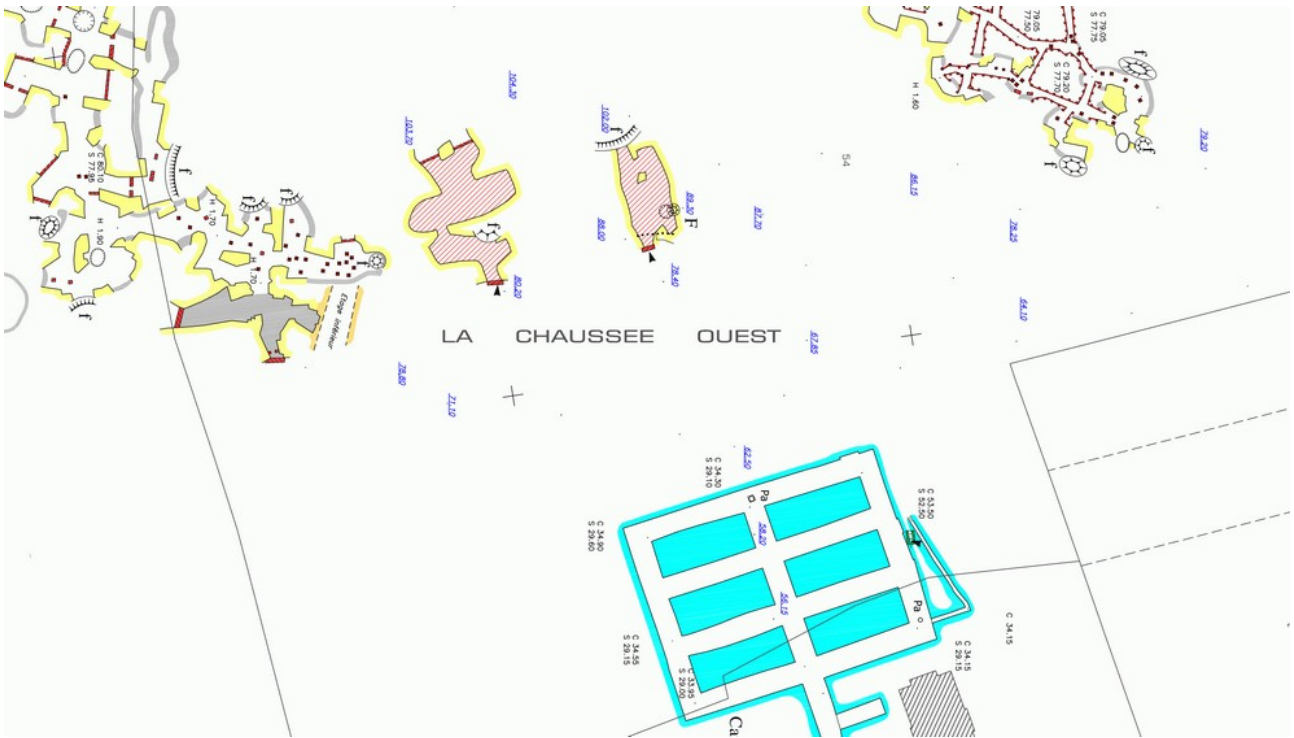 C 79.05
S 77.75
79.05
77.50
C 79.20
S 77.70
f
104.30
102.00
103.70
f
H 1.60
79.20
f
f
54
C 80.10
S 77.95
f
86.15
f
f
H 1.70
89.30
F
87.70
78.25
f
H 1.90
88.00
f
H 1.70
f
78.40
80.20
f
Etage inférieur
64.10
LA CHAUSSEE OUEST
67.85
78.80
71.10
62.50
C 34.30
S 29.10
Pa
C 53.50
S 52.50
58.20
C 34.90
S 29.60
56.15
Pa
C 34.15
C 34.55
S 29.15
C 34.15
S 29.15
C 33.95
S 29.00
Ca